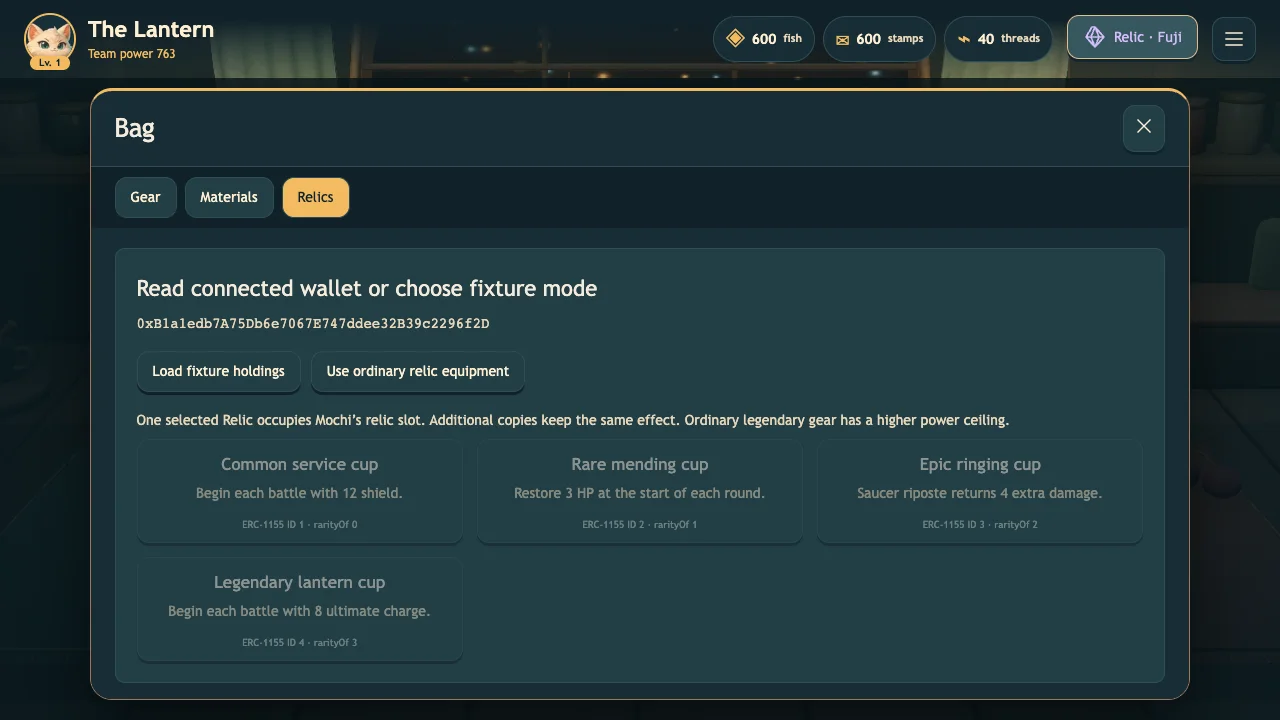 The Lantern
Team power 763
Lv. 1
600 fish
600 stamps
40 threads
Relic · Fuji
Bag
Gear
Materials
Relics
Read connected wallet or choose fixture mode
0xB1a1edb7A75Db6e7067E747ddee32B39c2296f2D
Load fixture holdings
Use ordinary relic equipment
One selected Relic occupies Mochi’s relic slot. Additional copies keep the same effect. Ordinary legendary gear has a higher power ceiling.
Common service cup
Begin each battle with 12 shield.
ERC-1155 ID 1 · rarityOf 0
Rare mending cup
Restore 3 HP at the start of each round.
ERC-1155 ID 2 · rarityOf 1
Epic ringing cup
Saucer riposte returns 4 extra damage.
ERC-1155 ID 3 · rarityOf 2
Legendary lantern cup
Begin each battle with 8 ultimate charge.
ERC-1155 ID 4 · rarityOf 3